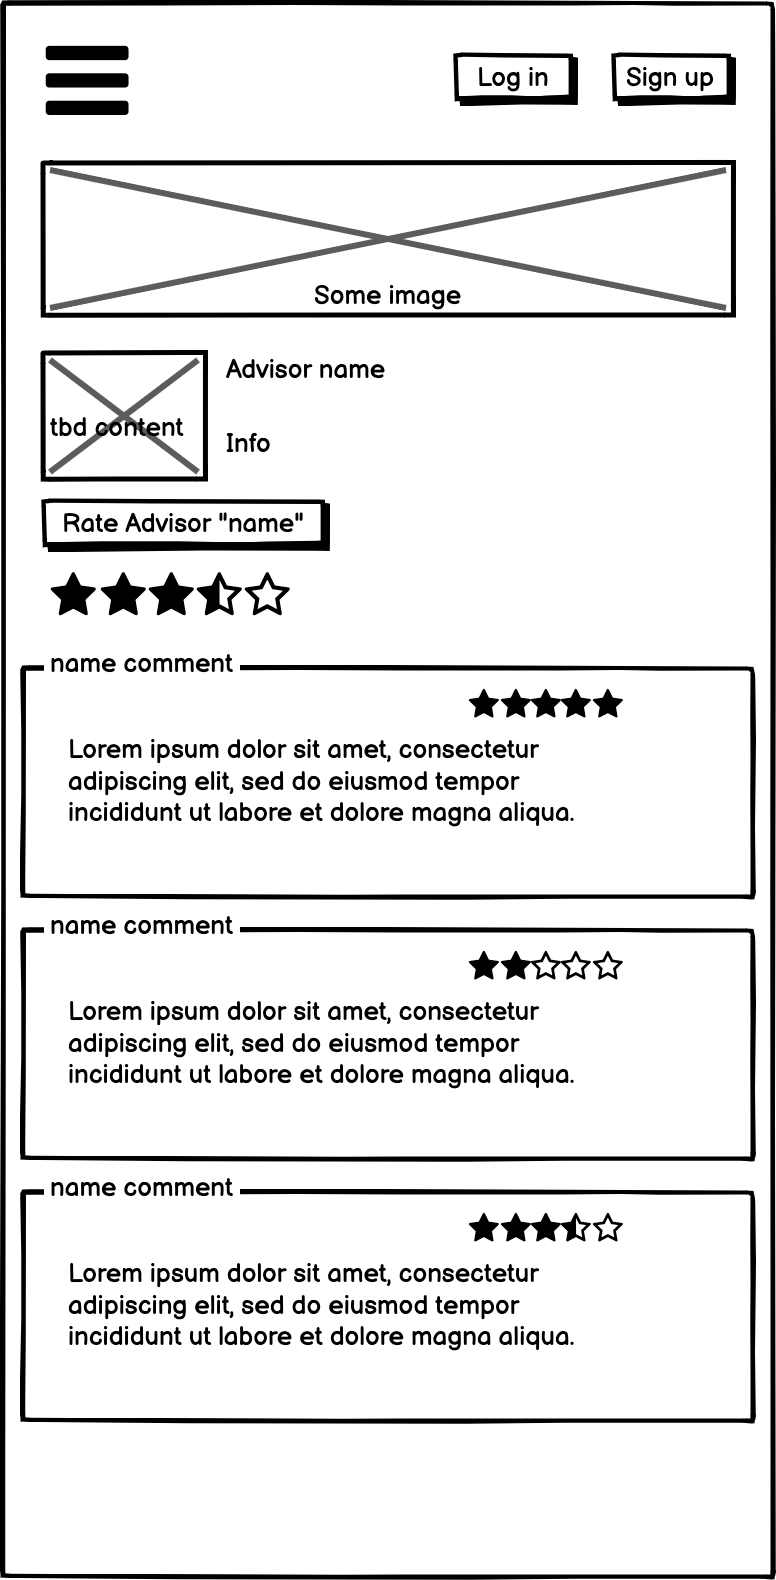 Log in
Sign up
Some image
Advisor name
tbd content
Info
Rate Advisor "name"
name comment
Lorem ipsum dolor sit amet, consectetur
adipiscing elit, sed do eiusmod tempor
incididunt ut labore et dolore magna aliqua.
name comment
Lorem ipsum dolor sit amet, consectetur
adipiscing elit, sed do eiusmod tempor
incididunt ut labore et dolore magna aliqua.
name comment
Lorem ipsum dolor sit amet, consectetur
adipiscing elit, sed do eiusmod tempor
incididunt ut labore et dolore magna aliqua.